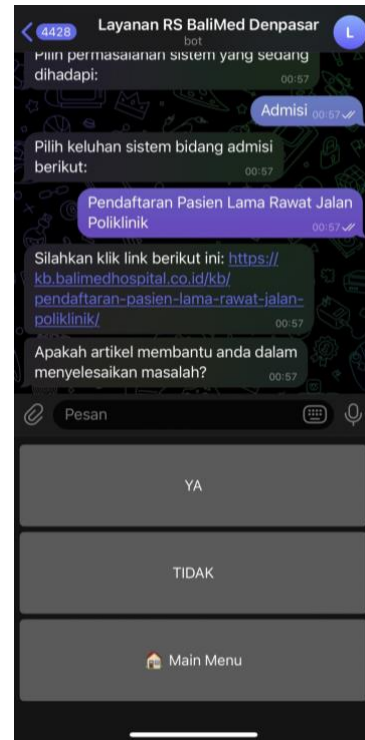 4428
Layanan RS BaliMed Denpasar
L
bot
Pilih permasalahan sistem yang sedang
dihadapi:
00:57
Admisi 00:57
Pilih keluhan sistem bidang admisi
berikut:
00:57
Pendaftaran Pasien Lama Rawat Jalan
Poliklinik
00:57
Silahkan klik link berikut ini: https://
kb.balimedhospital.co.id/kb/
pendaftaran-pasien-lama-rawat-jalan-
poliklinik/
00:57
Apakah artikel membantu anda dalam
menyelesaikan masalah?
00:57
Pesan
YA
TIDAK
Main Menu